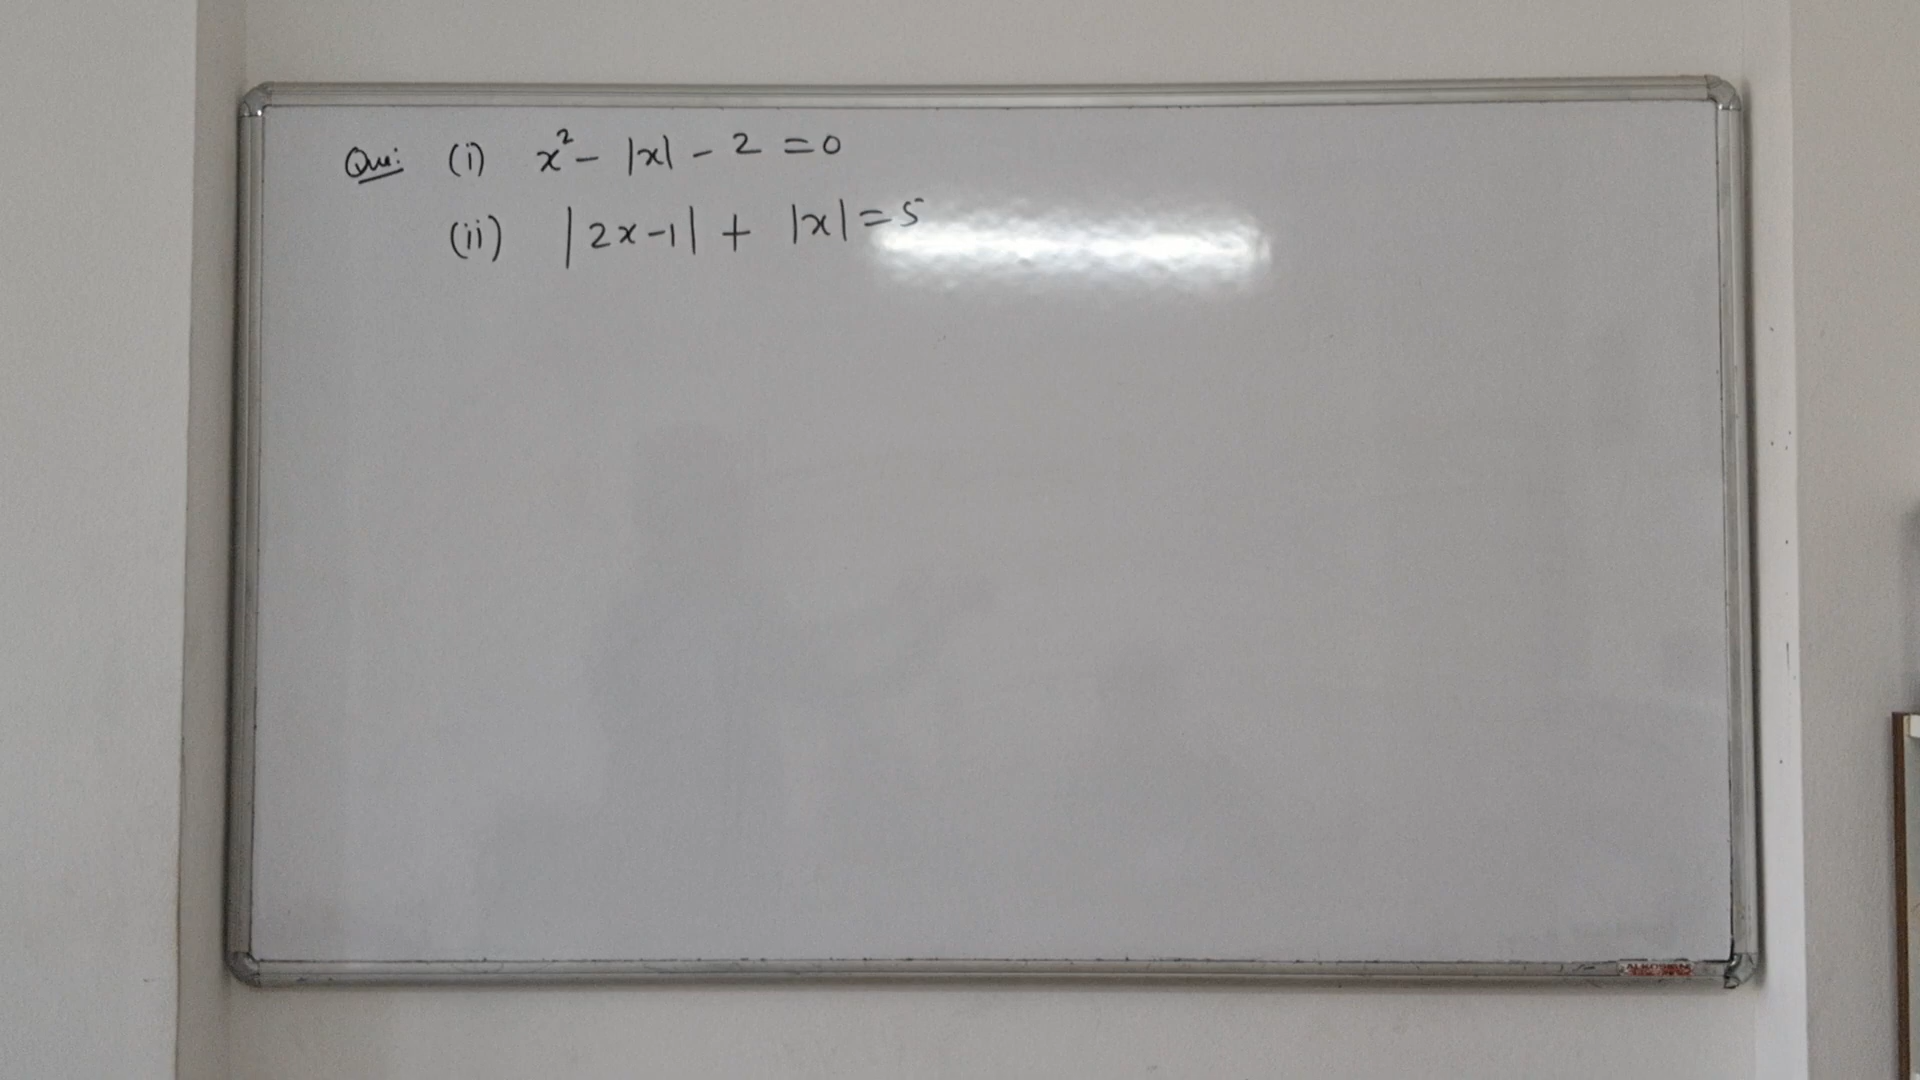 Que: (i) x² - |x| - 2 = 0
(ii) |2x-1| + |x| = 5